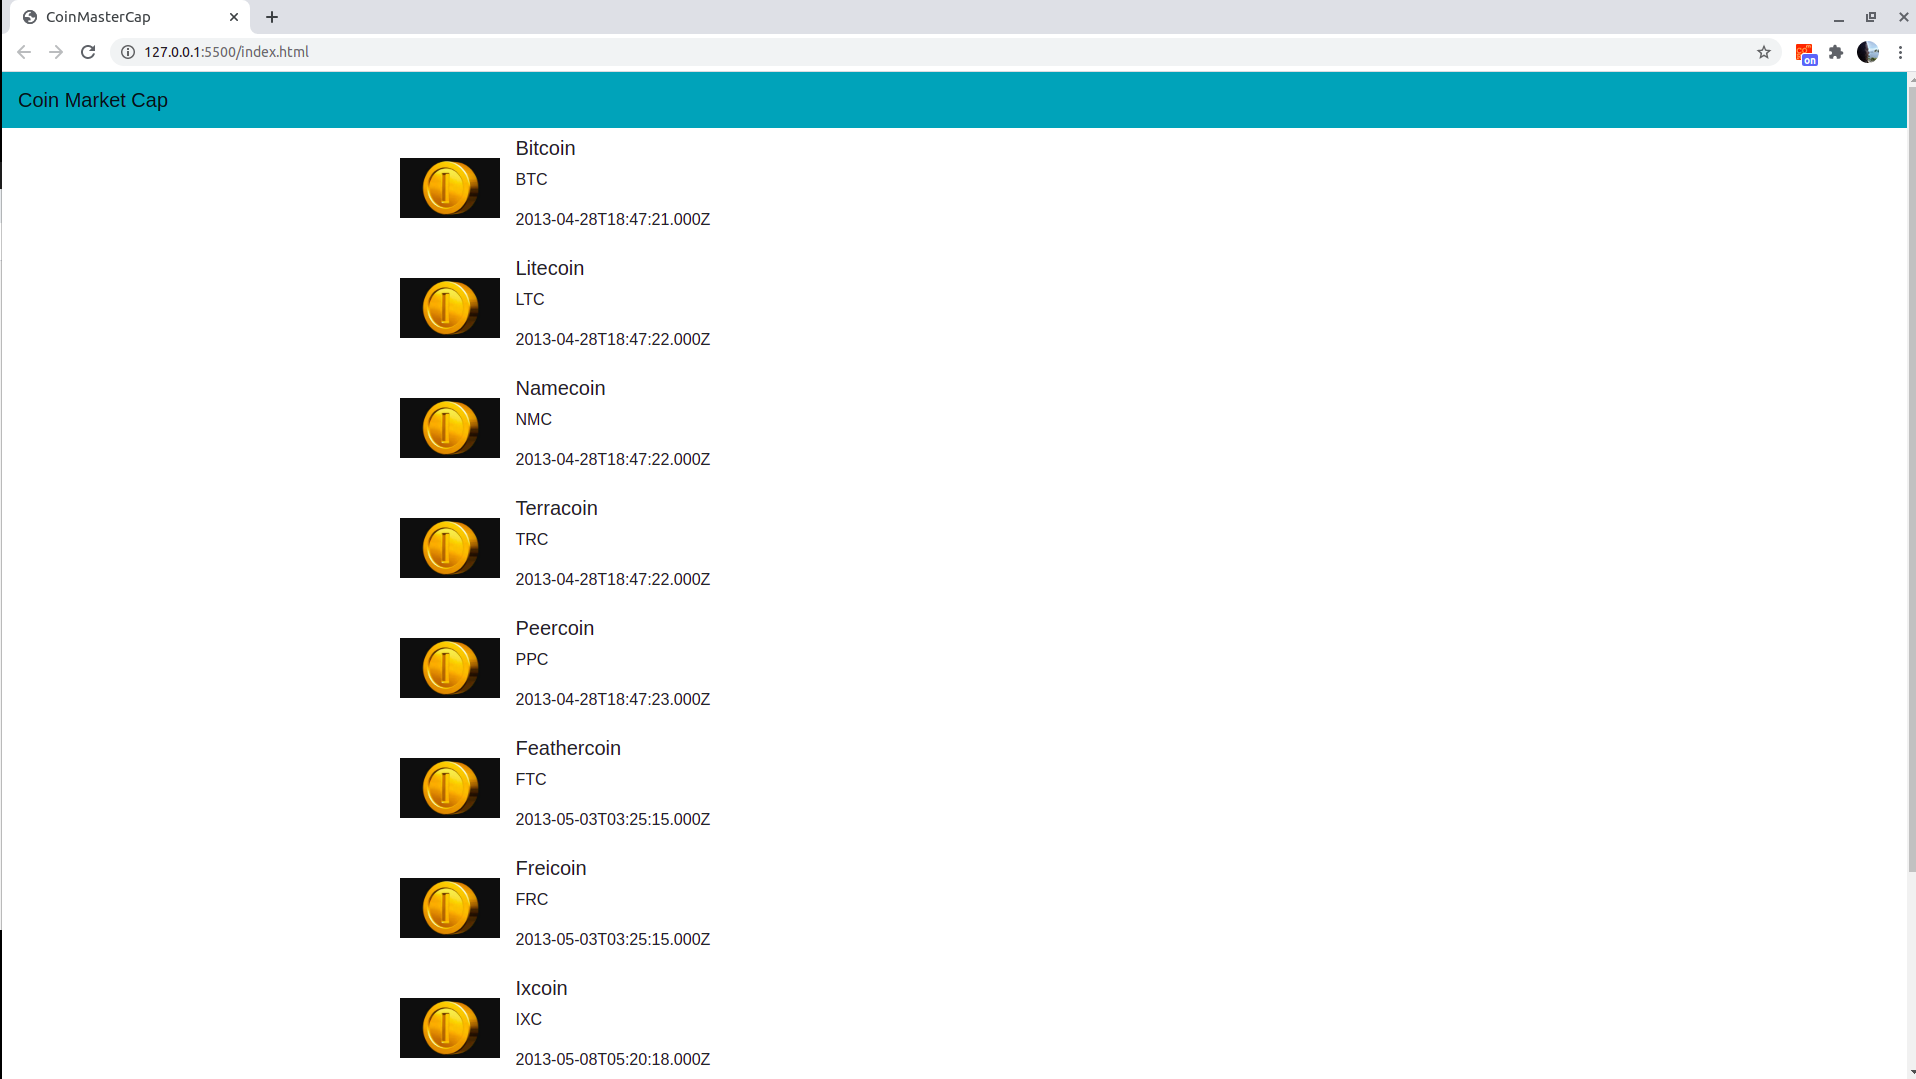 CoinMasterCap
127.0.0.1:5500/index.html
on
Coin Market Cap
Bitcoin
BTC
2013-04-28T18:47:21.000Z
Litecoin
LTC
2013-04-28T18:47:22.000Z
Namecoin
NMC
2013-04-28T18:47:22.000Z
Terracoin
TRC
2013-04-28T18:47:22.000Z
Peercoin
PPC
2013-04-28T18:47:23.000Z
Feathercoin
FTC
2013-05-03T03:25:15.000Z
Freicoin
FRC
2013-05-03T03:25:15.000Z
Ixcoin
IXC
2013-05-08T05:20:18.000Z